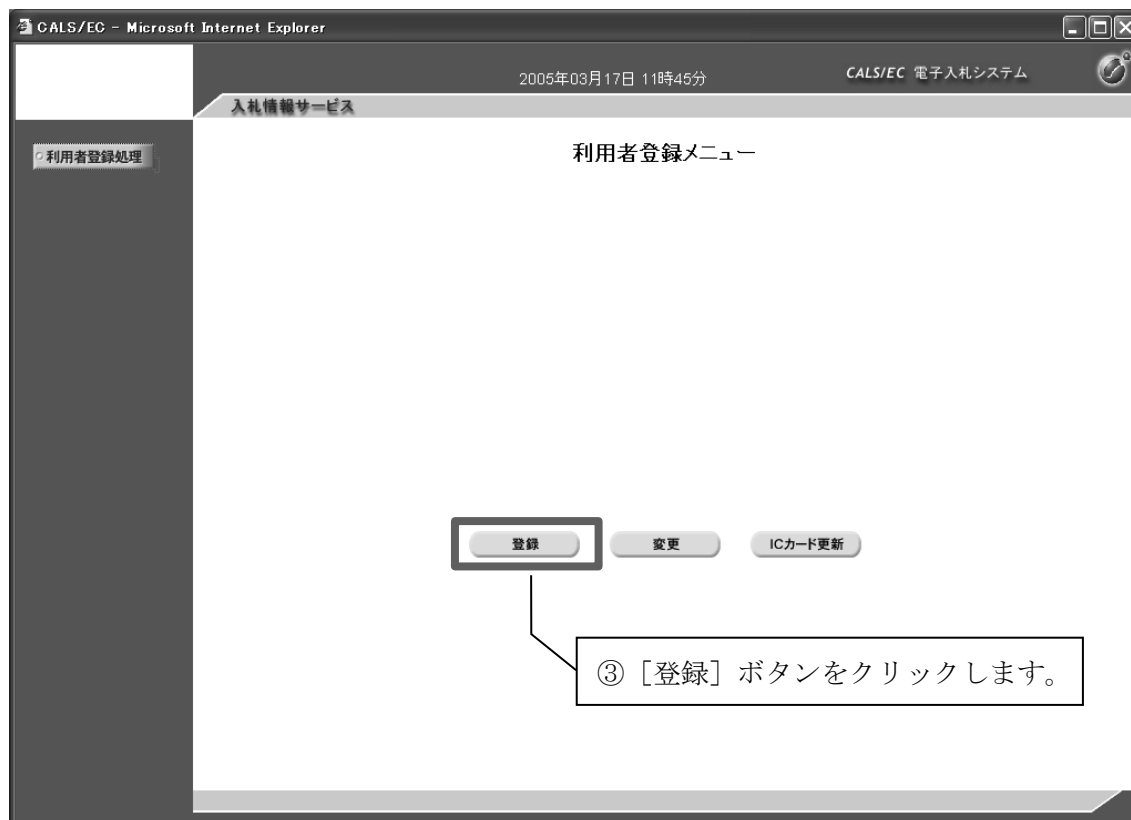 CALS/EC - Microsoft Internet Explorer
2005年03月17日 11時45分
CALS/EC 電子入札システム
入札情報サービス
利用者登録処理
利用者登録メニュー
登録
変更
ICカード更新
③［登録］ボタンをクリックします。